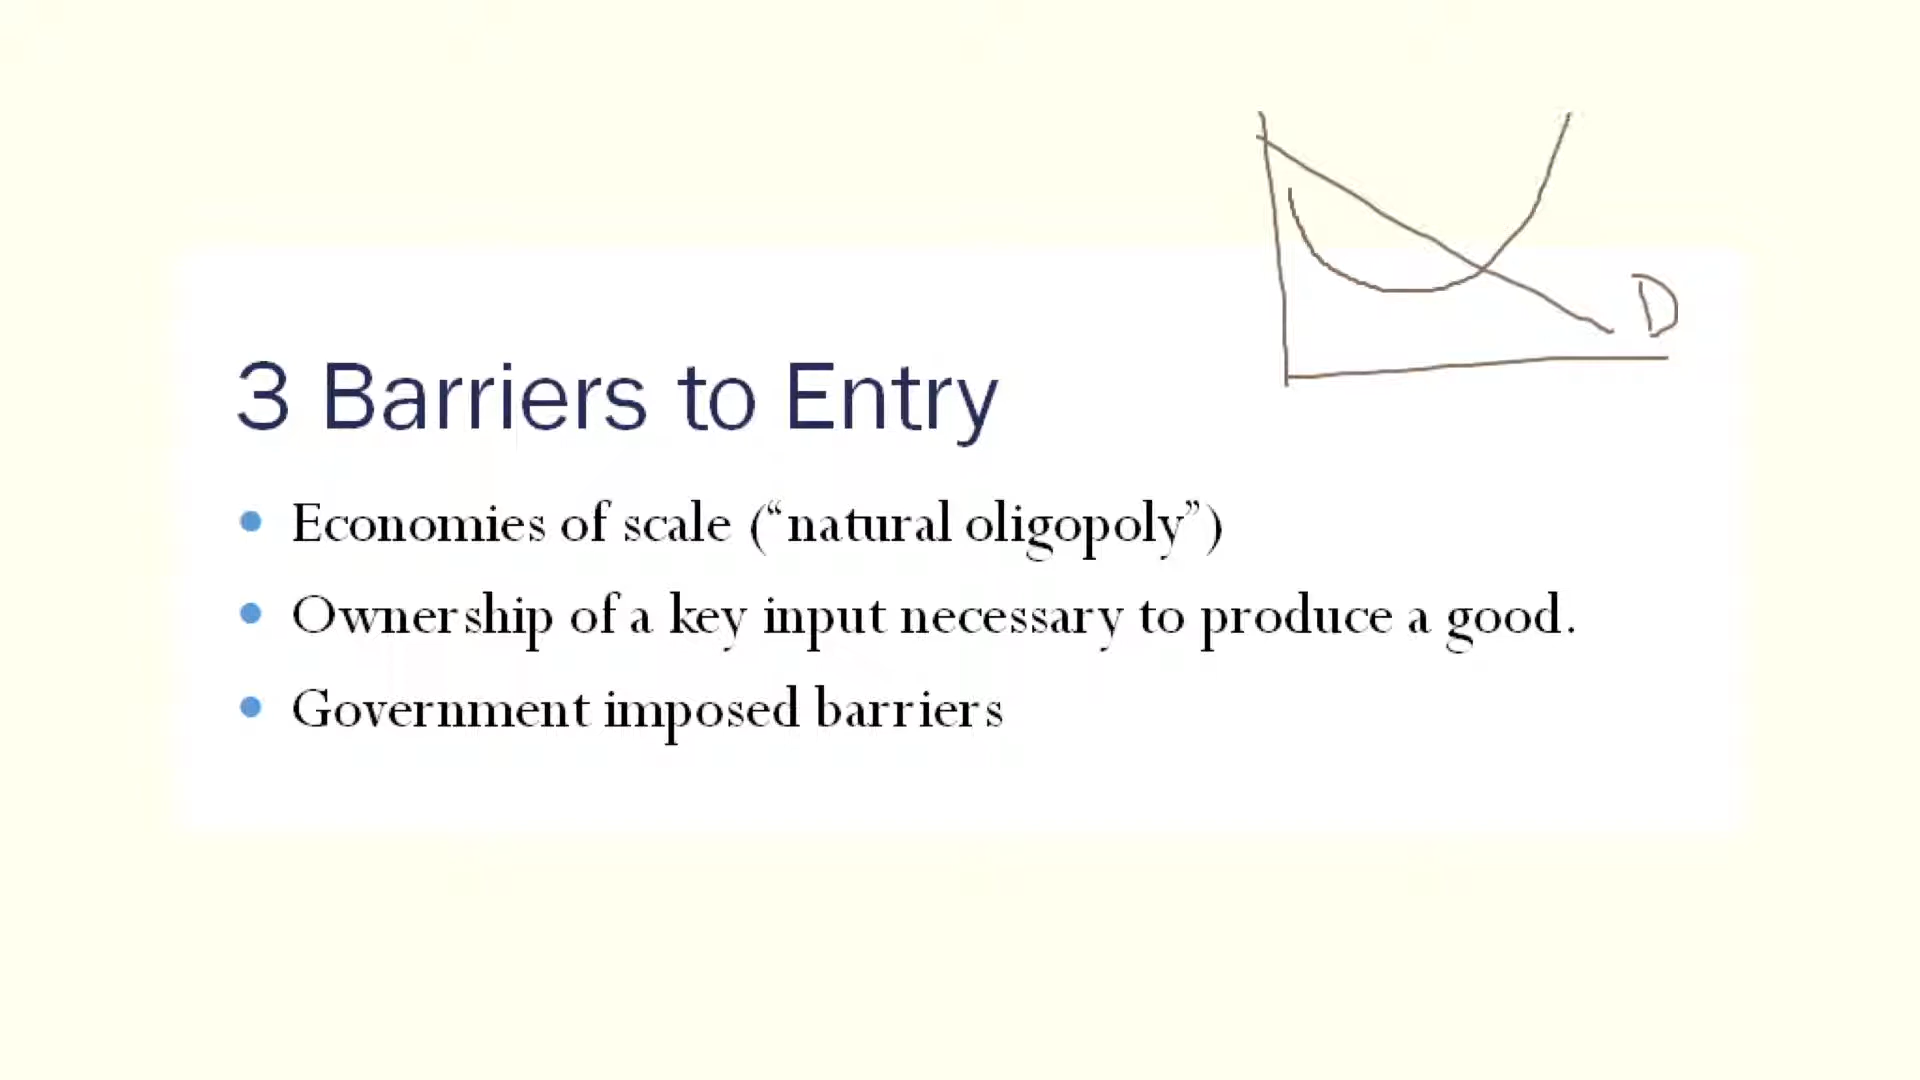 D
3 Barriers to Entry
Economies of scale (“natural oligopoly”)
Ownership of a key input necessary to produce a good.
Government imposed barriers